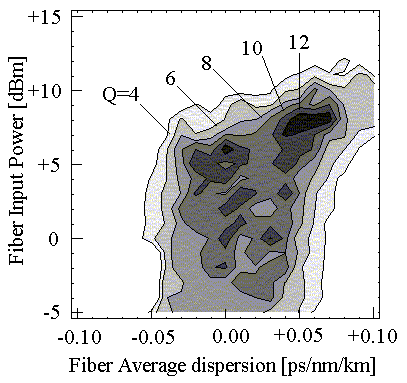 +15
12
10
8
6
Q=4
+10
+5
0
-5
Fiber Input Power [dBm]
-0.10 -0.05 0.00 +0.05 +0.10
Fiber Average dispersion [ps/nm/km]